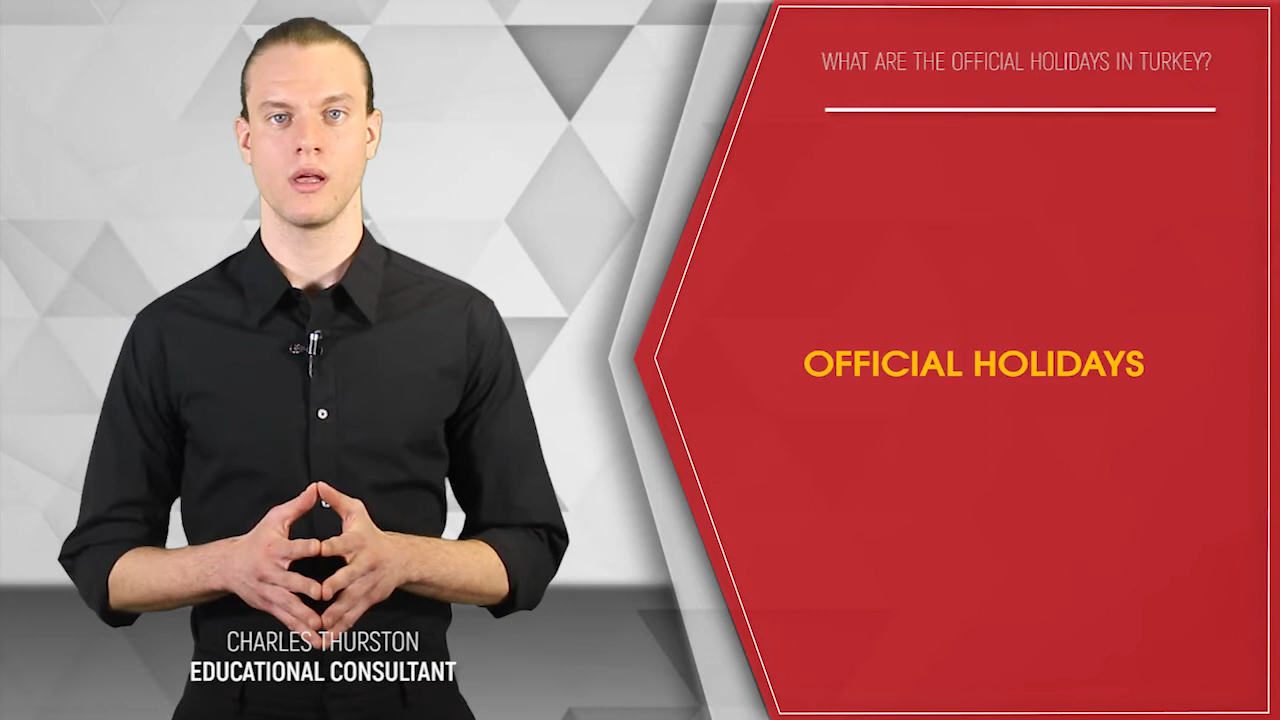 WHAT ARE THE OFFICIAL HOLIDAYS IN TURKEY?
OFFICIAL HOLIDAYS
CHARLES THURSTON
EDUCATIONAL CONSULTANT